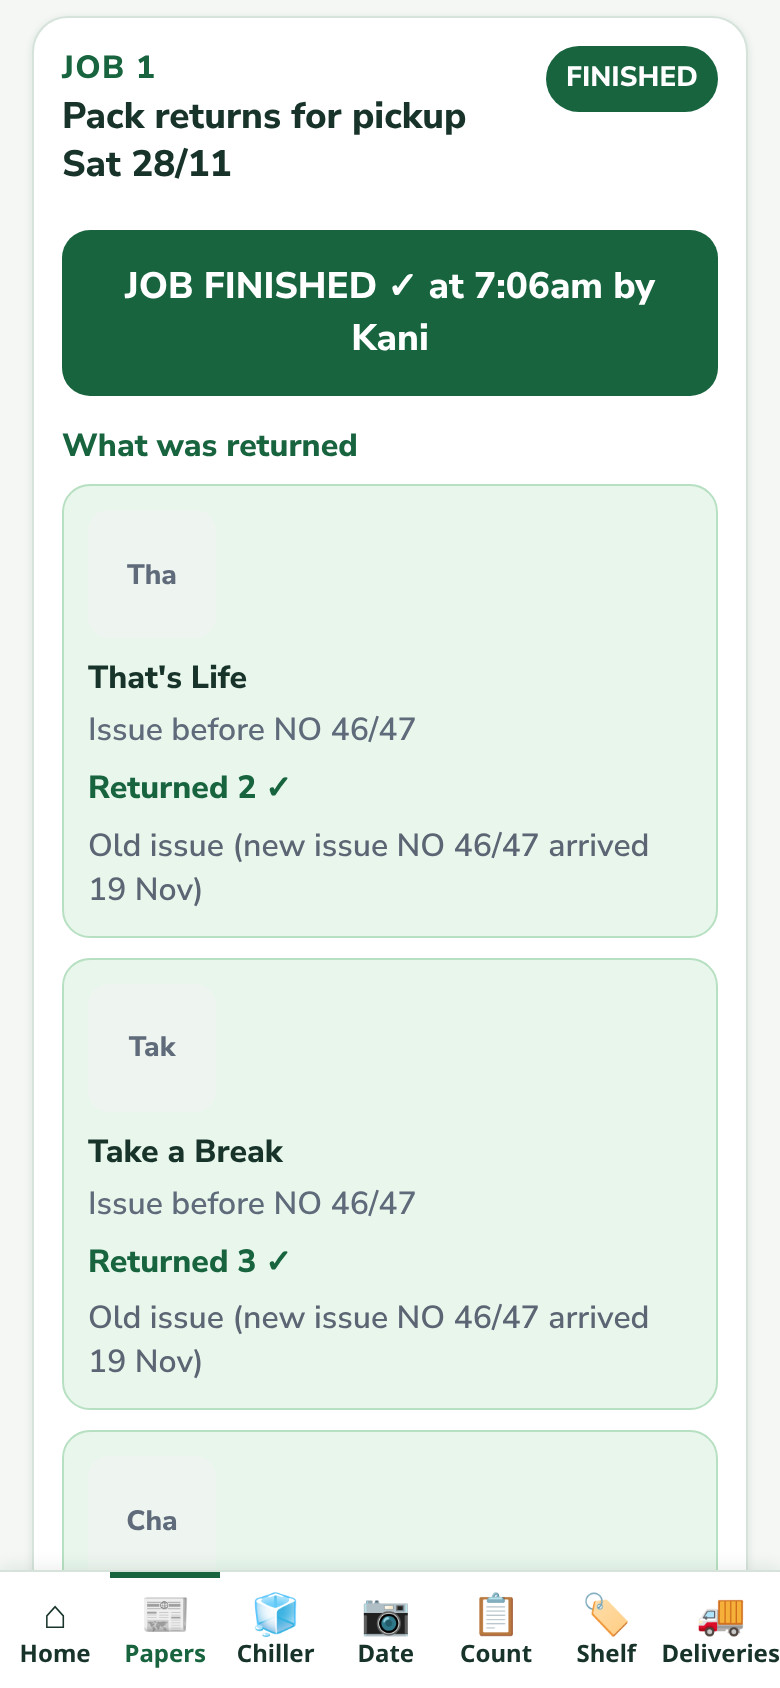 JOB 1
FINISHED
Pack returns for pickup
Sat 28/11
JOB FINISHED ✓ at 7:06am by
Kani
What was returned
Tha
That's Life
Issue before NO 46/47
Returned 2 ✓
Old issue (new issue NO 46/47 arrived
19 Nov)
Tak
Take a Break
Issue before NO 46/47
Returned 3 ✓
Old issue (new issue NO 46/47 arrived
19 Nov)
Cha
Home Papers Chiller Date Count Shelf Deliveries